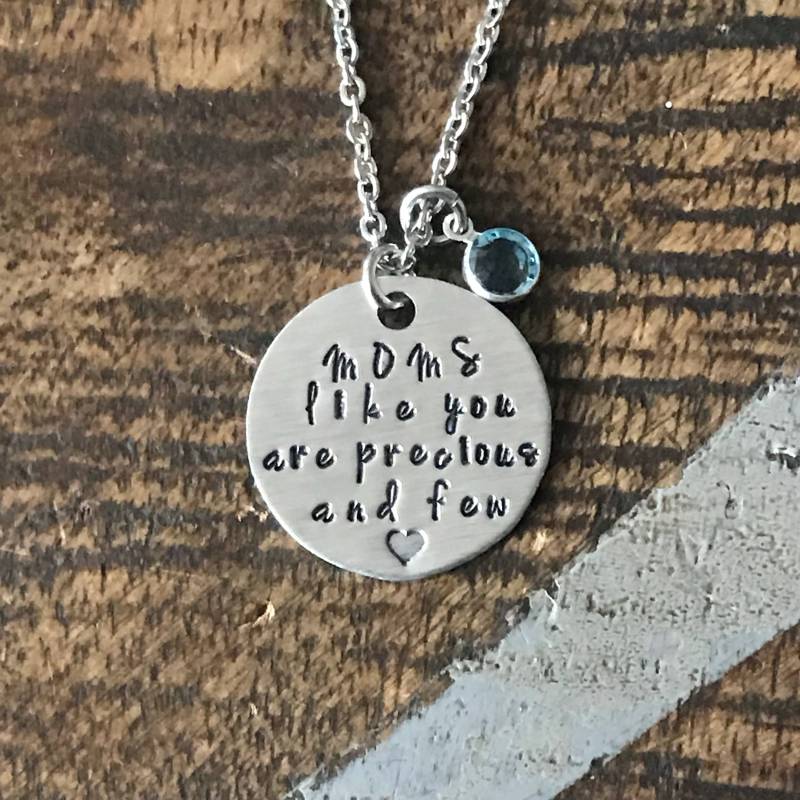 MOMS
like you
are precious
and few